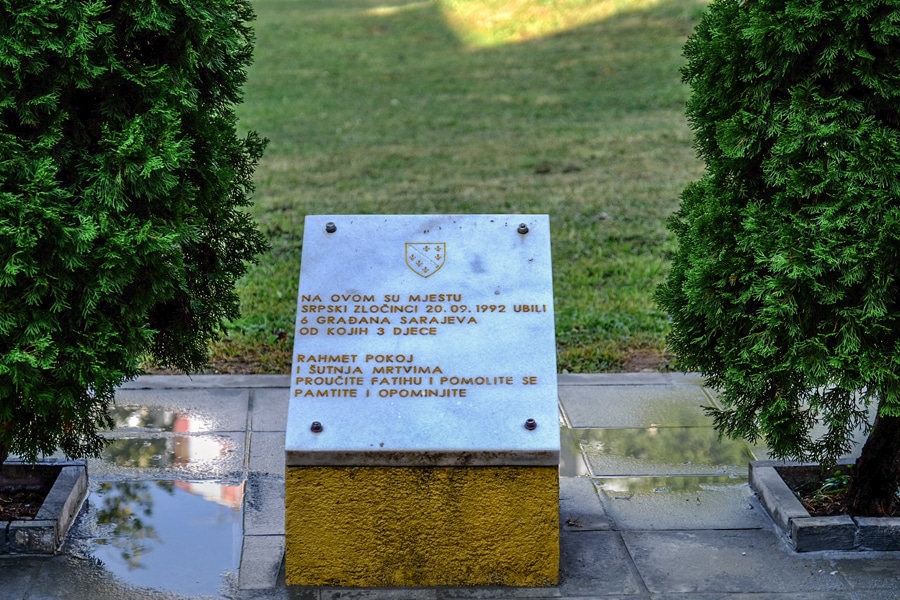 NA OVOM SU MJESTU
SRPSKI ZLOČINCI 20.09.1992 UBILI
6 GRAĐANA SARAJEVA
OD KOJIH 3 DJECE
RAHMET POKOJ
I ŠUTNJA MRTVIMA
PROUČITE FATIHU I POMOLITE SE
PAMTITE I OPOMINJITE